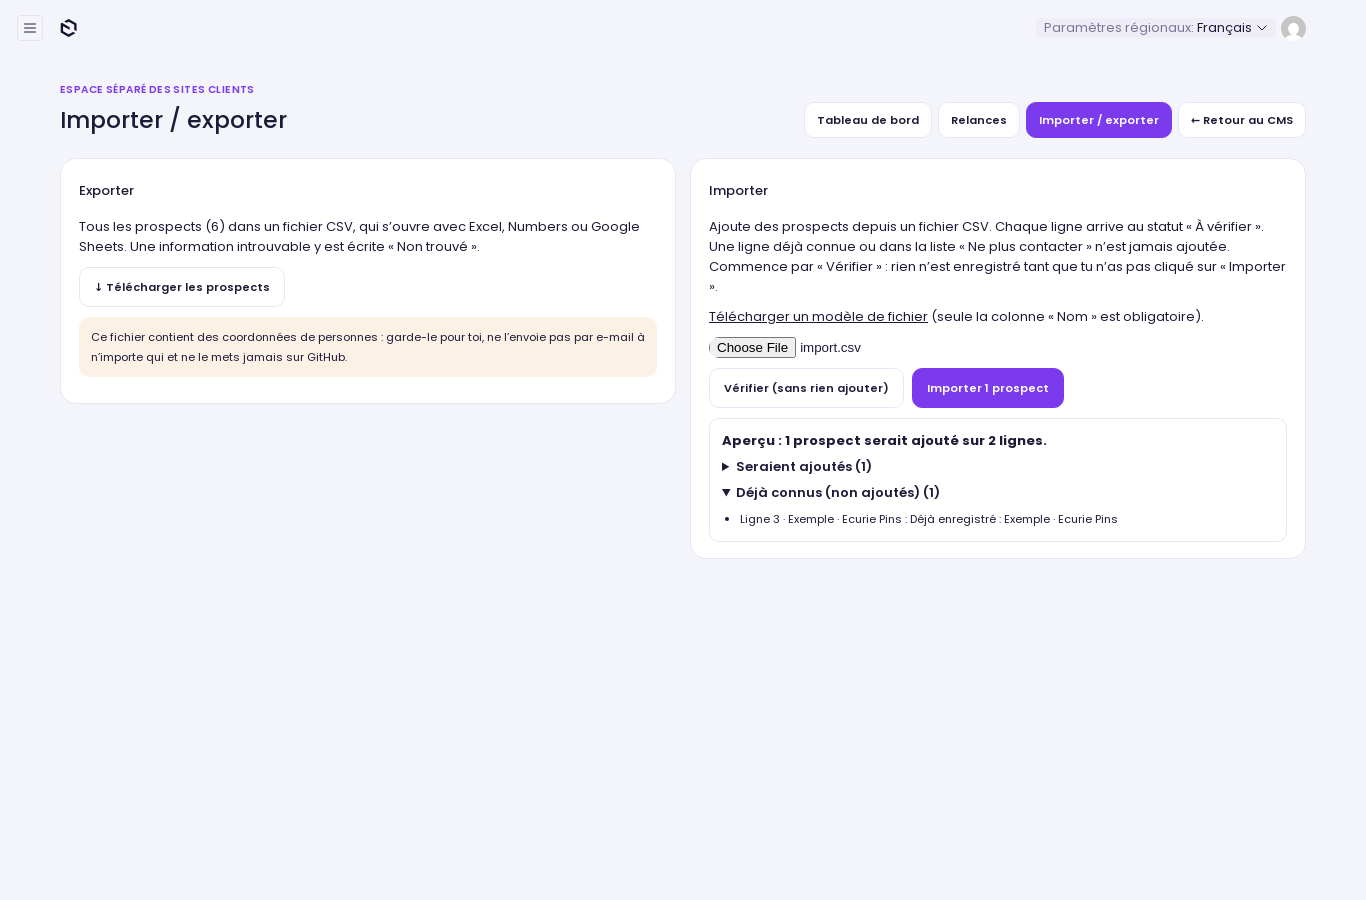 Paramètres régionaux: Français
ESPACE SÉPARÉ DES SITES CLIENTS
Importer / exporter
Tableau de bord
Relances
Importer / exporter
← Retour au CMS
Exporter
Tous les prospects (6) dans un fichier CSV, qui s’ouvre avec Excel, Numbers ou Google
Sheets. Une information introuvable y est écrite « Non trouvé ».
↓ Télécharger les prospects
Ce fichier contient des coordonnées de personnes : garde-le pour toi, ne l’envoie pas par e-mail à
n’importe qui et ne le mets jamais sur GitHub.
Importer
Ajoute des prospects depuis un fichier CSV. Chaque ligne arrive au statut « À vérifier ».
Une ligne déjà connue ou dans la liste « Ne plus contacter » n’est jamais ajoutée.
Commence par « Vérifier » : rien n’est enregistré tant que tu n’as pas cliqué sur « Importer
».
Télécharger un modèle de fichier (seule la colonne « Nom » est obligatoire).
Choose File import.csv
Vérifier (sans rien ajouter)
Importer 1 prospect
Aperçu : 1 prospect serait ajouté sur 2 lignes.
Seraient ajoutés (1)
Déjà connus (non ajoutés) (1)
Ligne 3 · Exemple · Ecurie Pins : Déjà enregistré : Exemple · Ecurie Pins